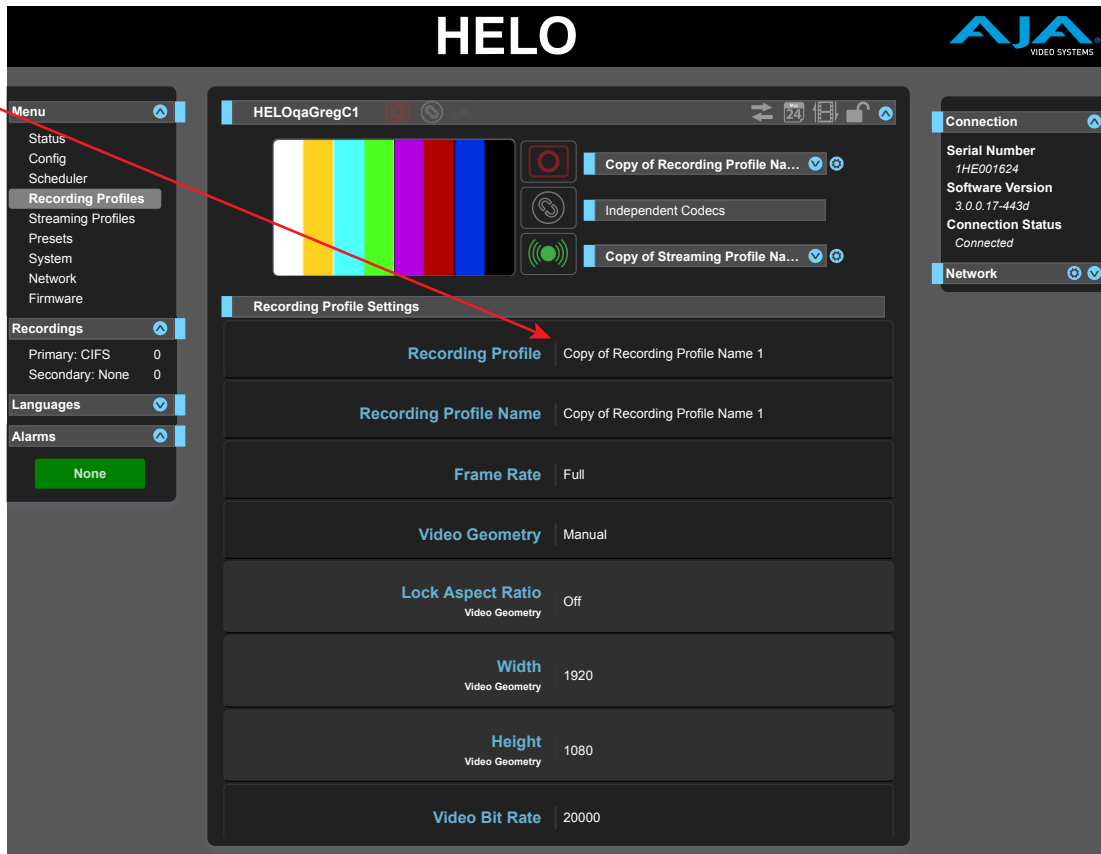 HELO
AJA
VIDEO SYSTEMS
Menu
Status
Config
Scheduler
Recording Profiles
Streaming Profiles
Presets
System
Network
Firmware
Recordings
Primary: CIFS 0
Secondary: None 0
Languages
Alarms
None
HELOqaGregC1
May
24
Copy of Recording Profile Na...
Independent Codecs
Copy of Streaming Profile Na...
Recording Profile Settings
Recording Profile Copy of Recording Profile Name 1
Recording Profile Name Copy of Recording Profile Name 1
Frame Rate Full
Video Geometry Manual
Lock Aspect Ratio Off
Video Geometry
Width 1920
Video Geometry
Height 1080
Video Geometry
Video Bit Rate 20000
Connection
Serial Number
1HE001624
Software Version
3.0.0.17-443d
Connection Status
Connected
Network